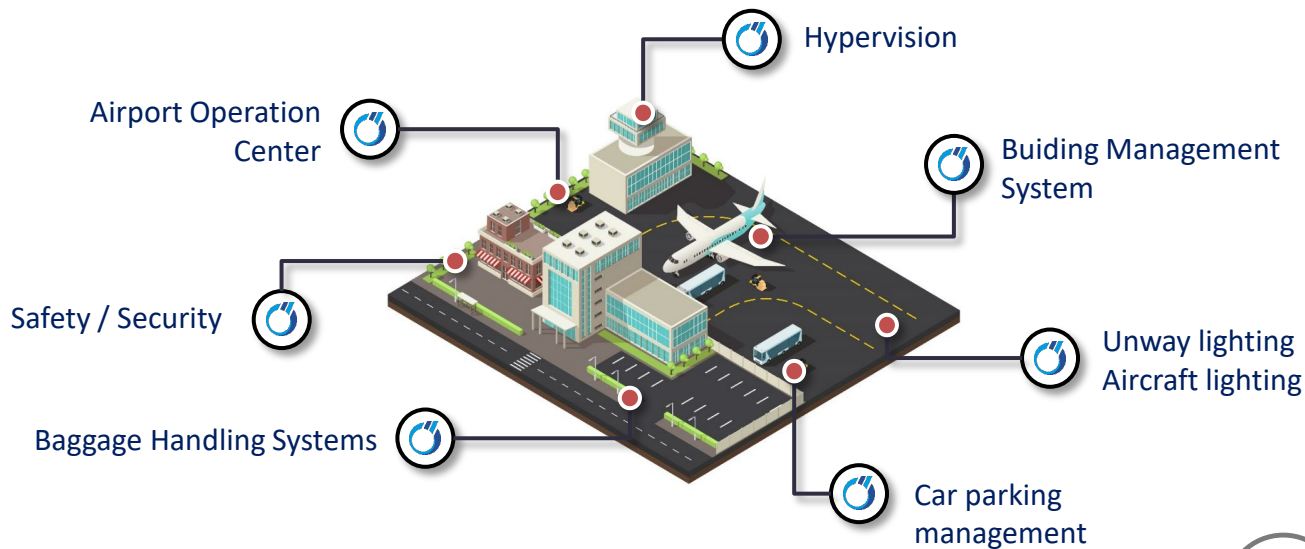 Hypervision
Airport Operation
Center
Buiding Management
System
Safety / Security
Unway lighting
Aircraft lighting
Baggage Handling Systems
Car parking
management